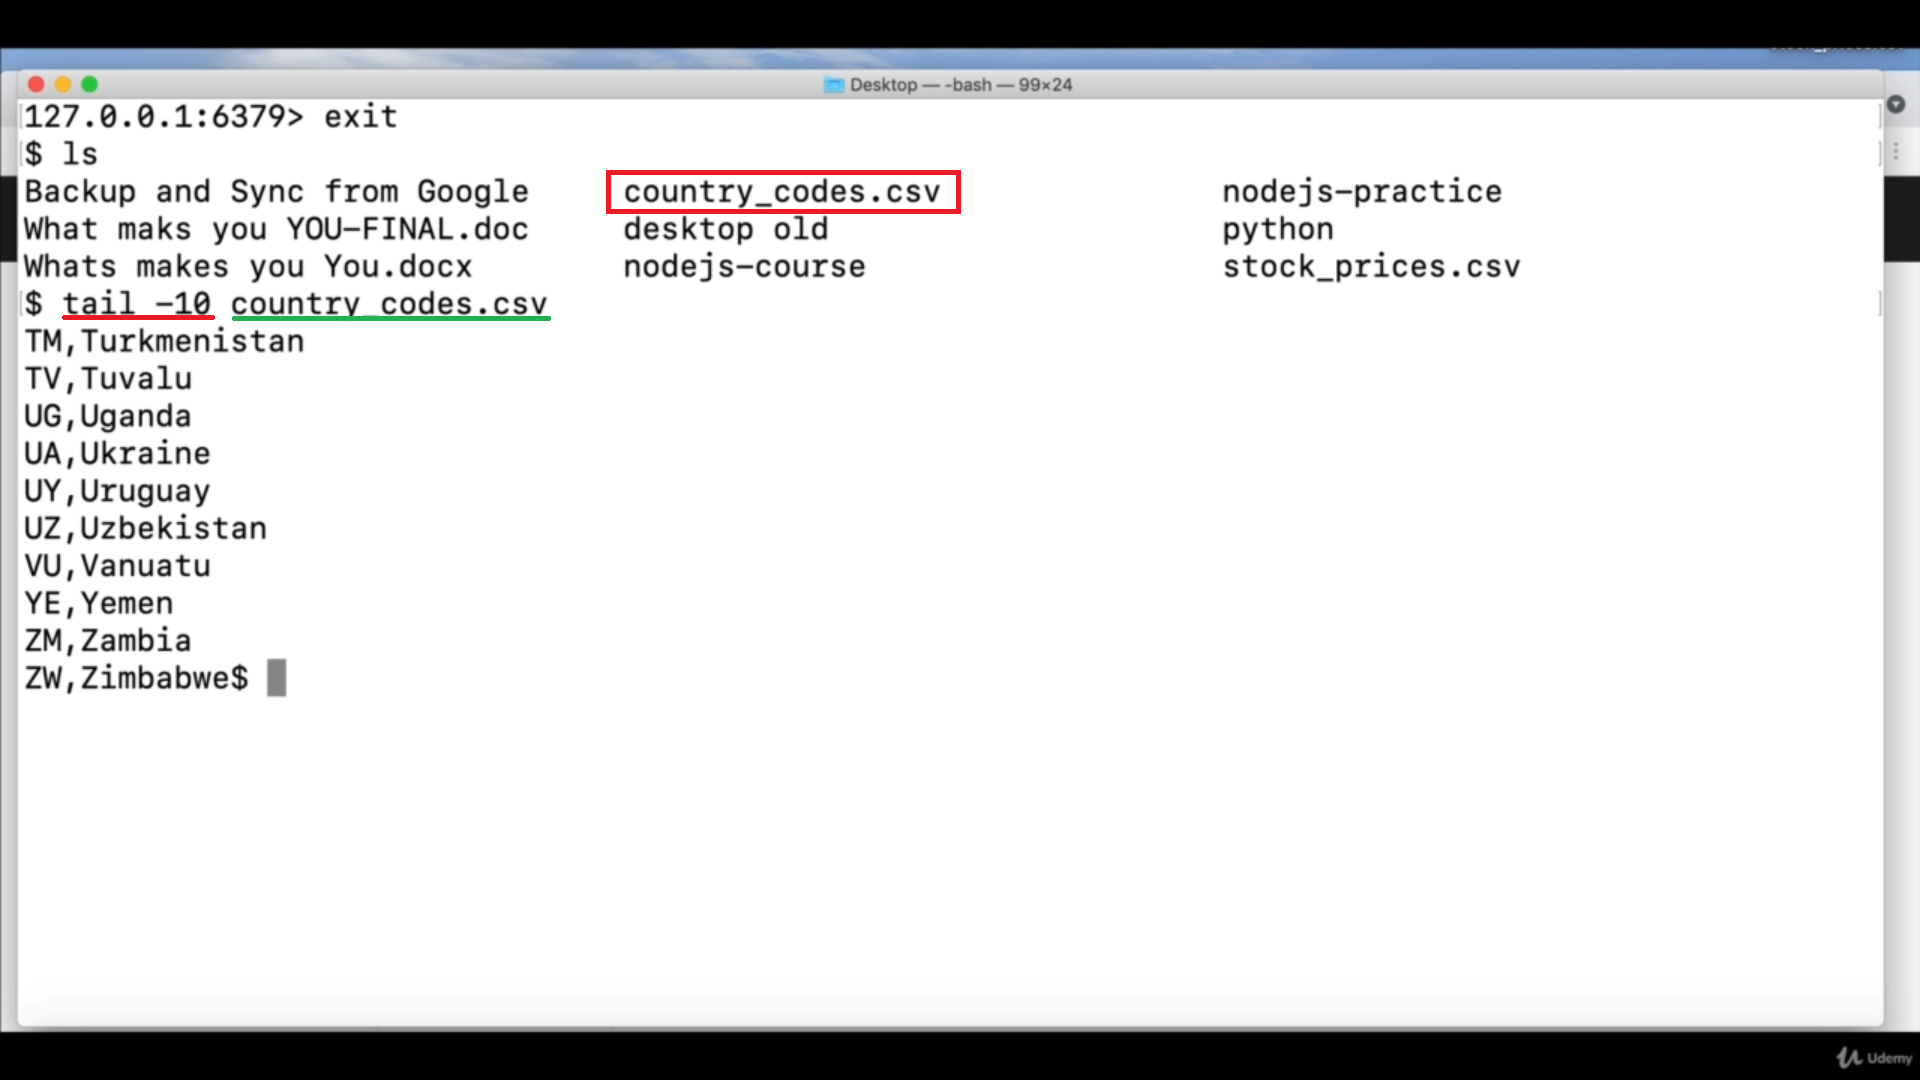 Desktop — -bash — 99×24
127.0.0.1:6379> exit
$ ls
Backup and Sync from Google country_codes.csv nodejs-practice
What maks you YOU-FINAL.doc desktop old python
Whats makes you You.docx nodejs-course stock_prices.csv
$ tail -10 country_codes.csv
TM,Turkmenistan
TV,Tuvalu
UG,Uganda
UA,Ukraine
UY,Uruguay
UZ,Uzbekistan
VU,Vanuatu
YE,Yemen
ZM,Zambia
ZW,Zimbabwe$
Udemy